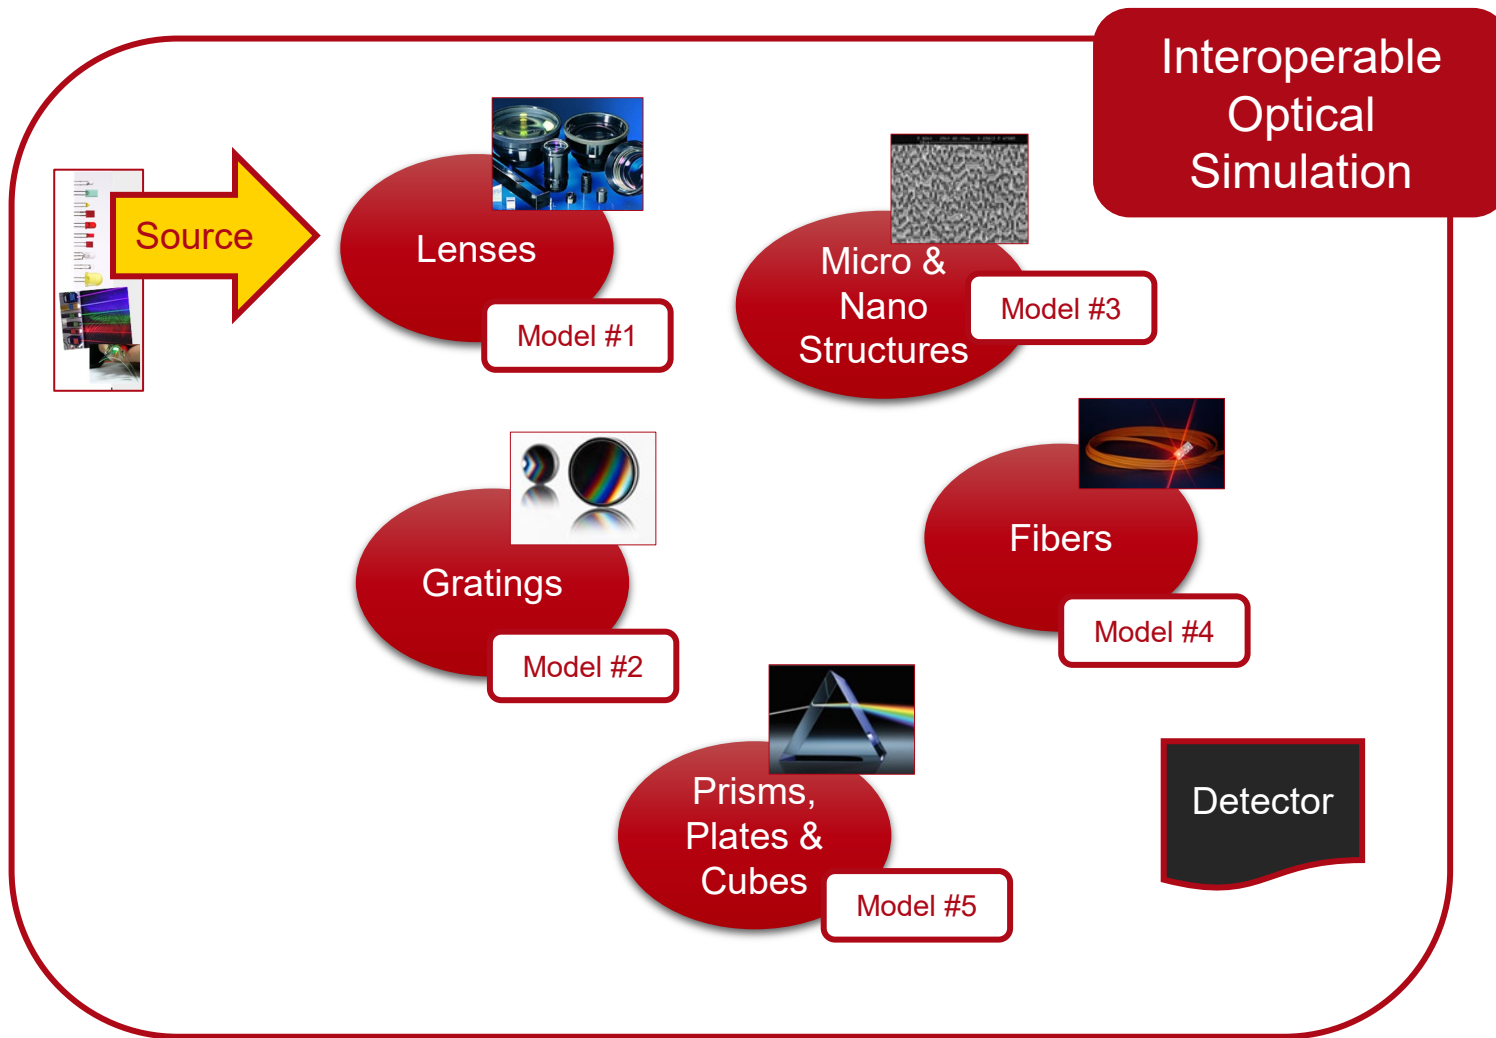 Interoperable
Optical
Simulation
Source
Lenses
Model #1
Micro &
Nano
Structures
Model #3
Gratings
Model #2
Fibers
Model #4
Prisms,
Plates &
Cubes
Model #5
Detector